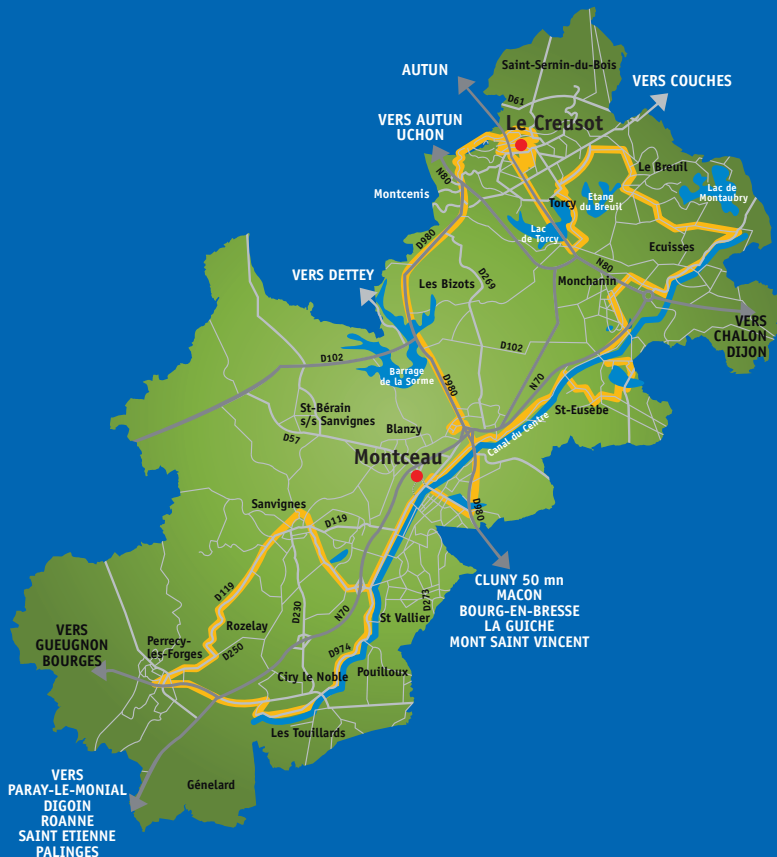 Saint-Sernin-du-Bois
AUTUN
VERS COUCHES
D61
VERS AUTUN
UCHON
Le Creusot
N80
Le Breuil
Montcenis
Lac de
Montaubry
Etang
du Breuil
Torcy
Lac
de Torcy
D980
Ecuisses
N80
VERS DETTEY
Les Bizots
D269
Monchanin
VERS
CHALON
DIJON
D102
D102
Barrage
de la Sorme
D980
N70
St-Bérain
s/s Sanvignes
St-Eusèbe
Blanzy
Canal du Centre
D57
Montceau
Sanvignes
D980
D119
CLUNY 50 mn
MACON
BOURG-EN-BRESSE
LA GUICHE
MONT SAINT VINCENT
D119
D273
D230
N70
St Vallier
VERS
GUEUGNON
BOURGES
Rozelay
Perrecy-
les-Forges
D250
D974
Ciry le Noble
Pouilloux
Les Touillards
Génelard
VERS
PARAY-LE-MONIAL
DIGOIN
ROANNE
SAINT ETIENNE
PALINGES